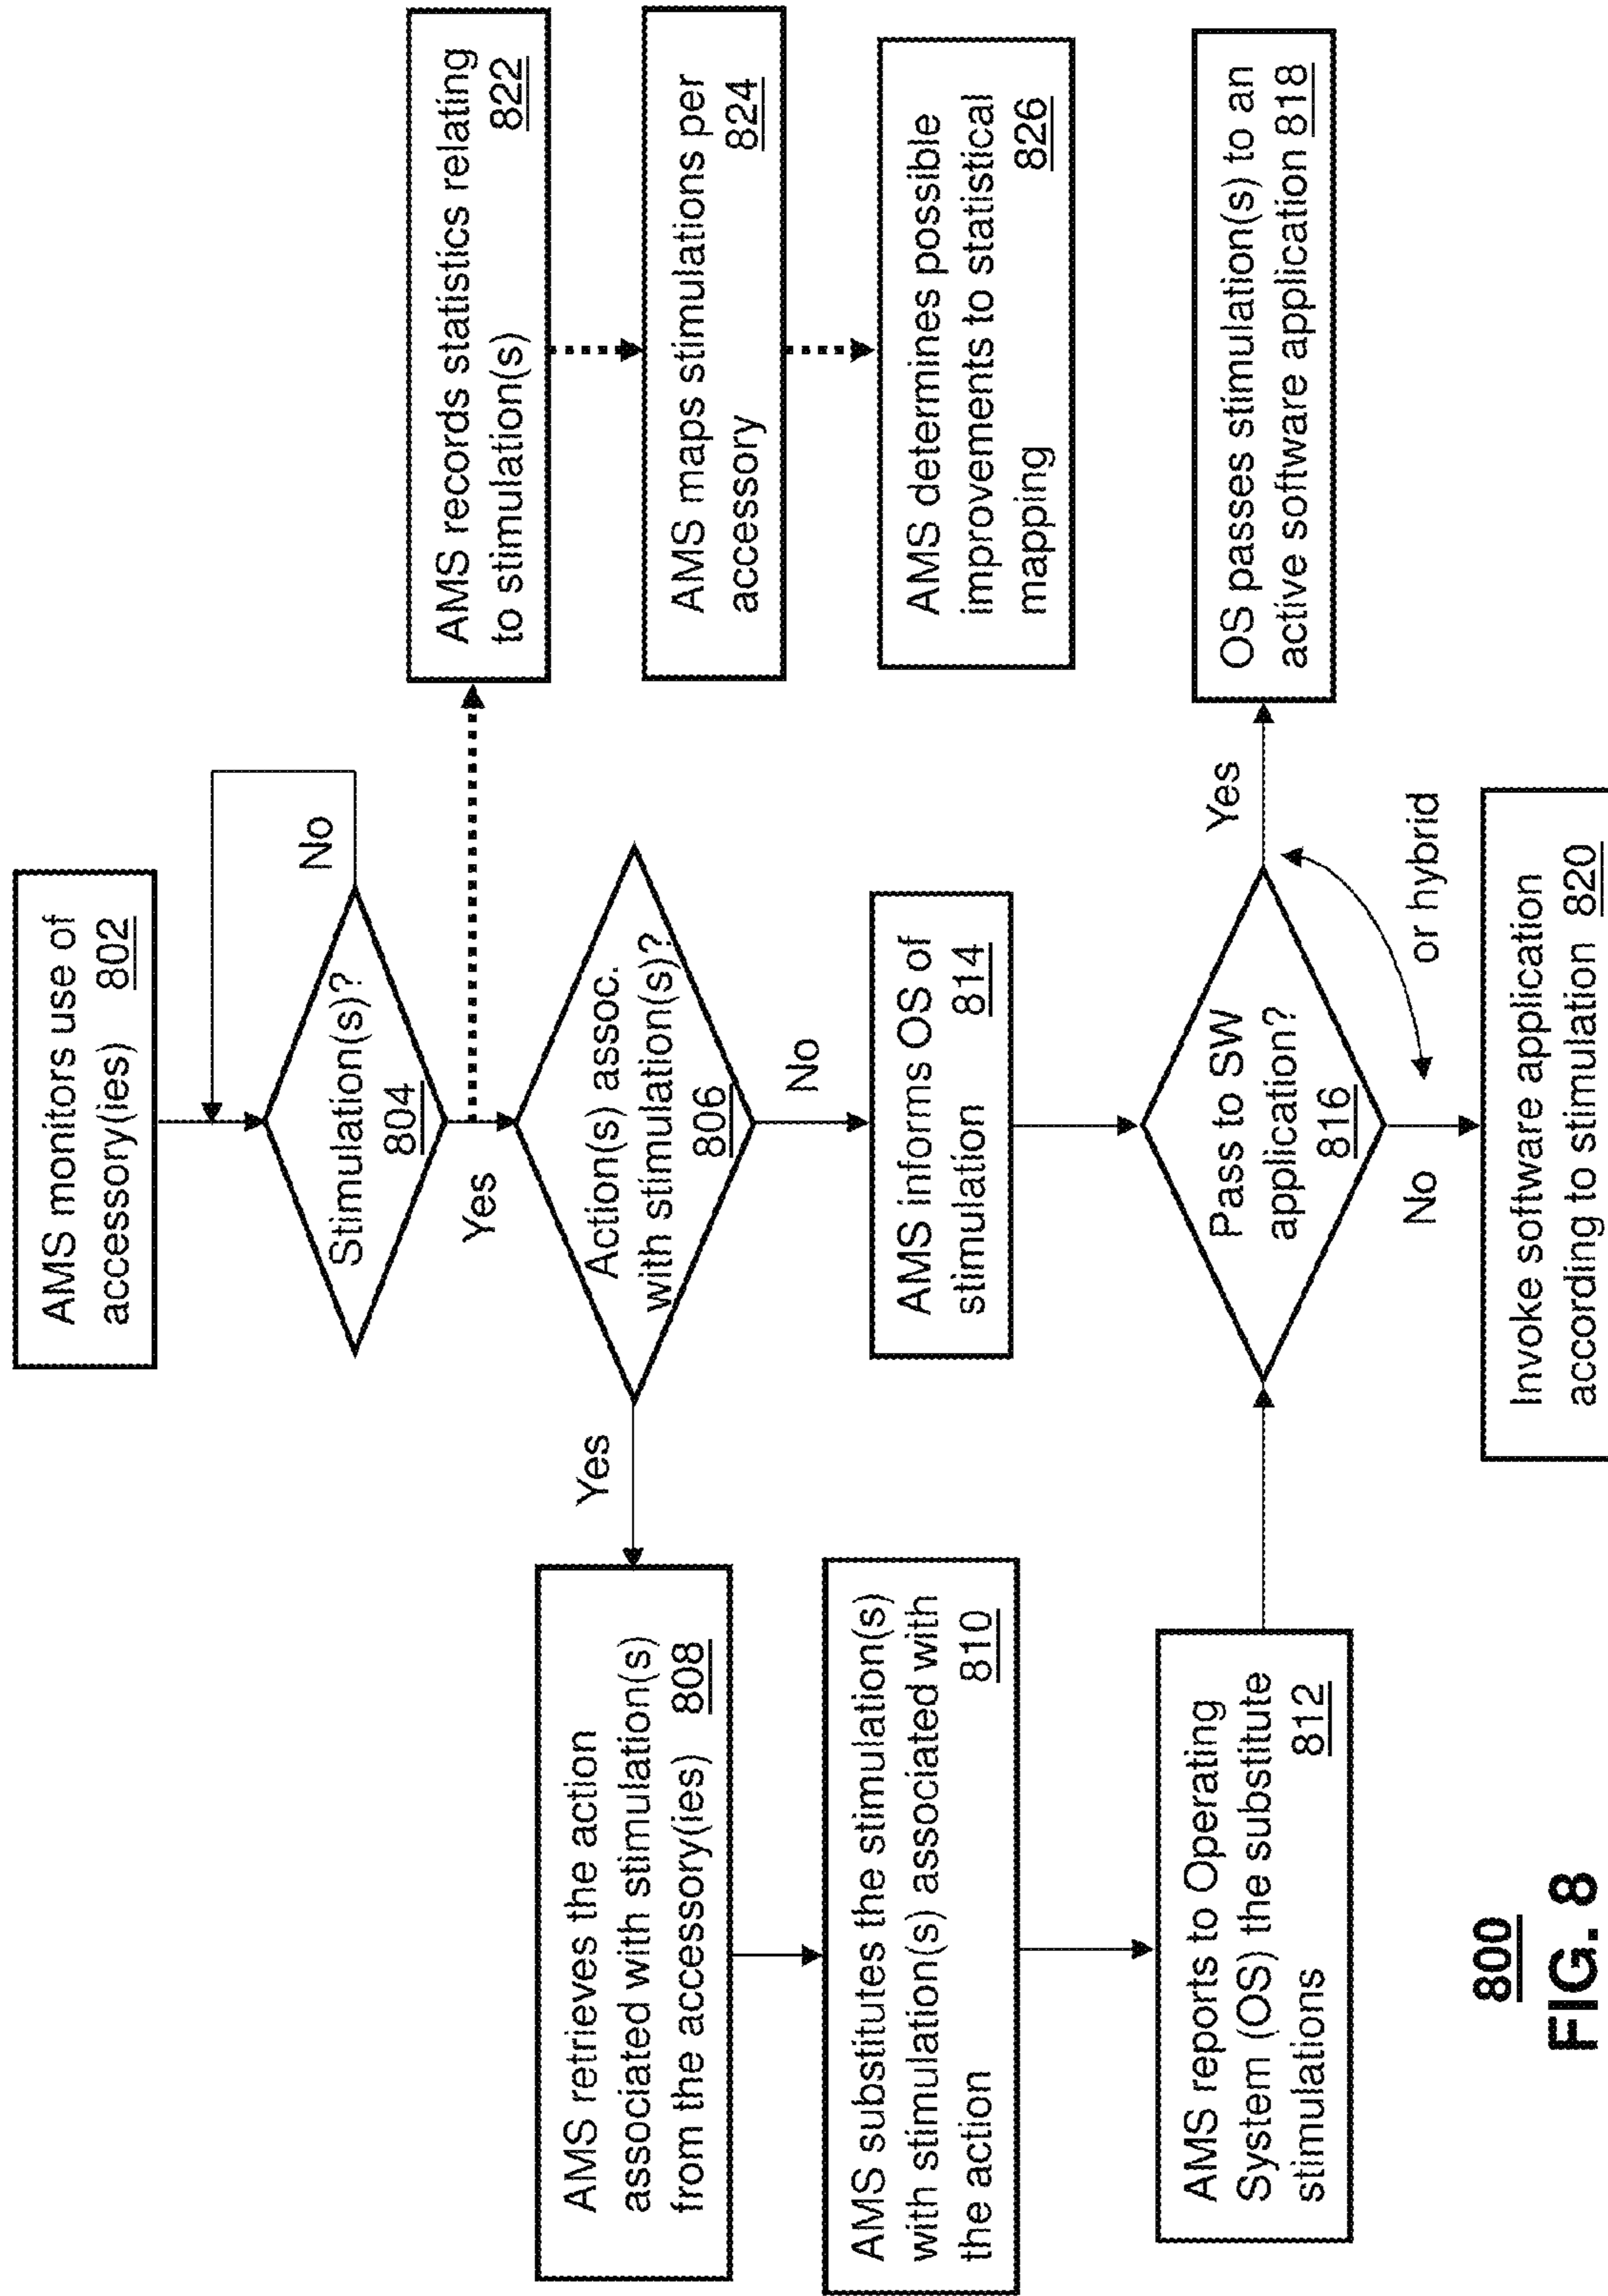 AMS monitors use of
accessory(ies) 802
Stimulation(s)?
804
No
Yes
AMS records statistics relating
to stimulation(s) 822
AMS maps stimulations per
accessory 824
AMS determines possible
improvements to statistical
mapping 826
Action(s) assoc.
with stimulation(s)?
806
Yes
No
AMS retrieves the action
associated with stimulation(s)
from the accessory(ies) 808
AMS substitutes the stimulation(s)
with stimulation(s) associated with
the action 810
AMS reports to Operating
System (OS) the substitute
stimulations 812
AMS informs OS of
stimulation 814
Pass to SW
application?
816
Yes
or hybrid
No
OS passes stimulation(s) to an
active software application 818
Invoke software application
according to stimulation 820
800
FIG. 8